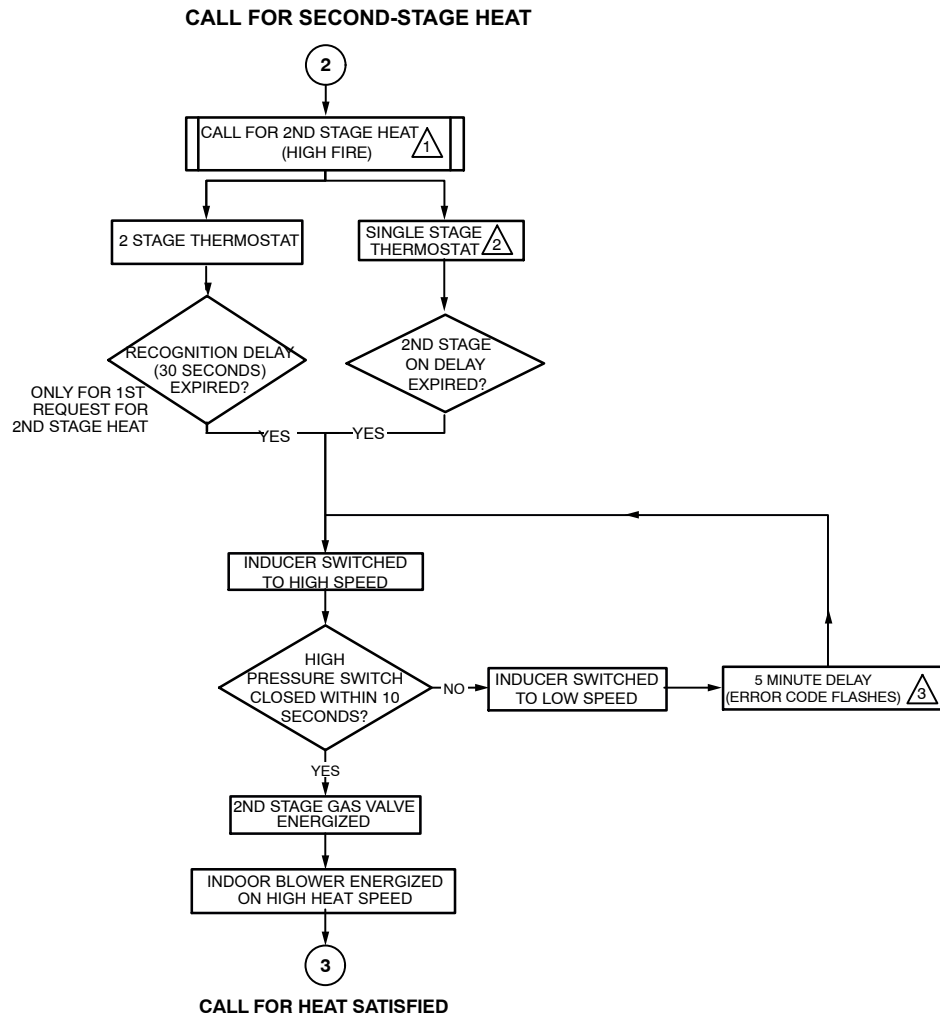 CALL FOR SECOND-STAGE HEAT
2
CALL FOR 2ND STAGE HEAT
(HIGH FIRE)
1
2 STAGE THERMOSTAT
SINGLE STAGE
THERMOSTAT
2
RECOGNITION DELAY
(30 SECONDS)
EXPIRED?
2ND STAGE
ON DELAY
EXPIRED?
ONLY FOR 1ST
REQUEST FOR
2ND STAGE HEAT
YES
YES
INDUCER SWITCHED
TO HIGH SPEED
HIGH
PRESSURE SWITCH
CLOSED WITHIN 10
SECONDS?
NO
INDUCER SWITCHED
TO LOW SPEED
5 MINUTE DELAY
(ERROR CODE FLASHES)
3
YES
2ND STAGE GAS VALVE
ENERGIZED
INDOOR BLOWER ENERGIZED
ON HIGH HEAT SPEED
3
CALL FOR HEAT SATISFIED